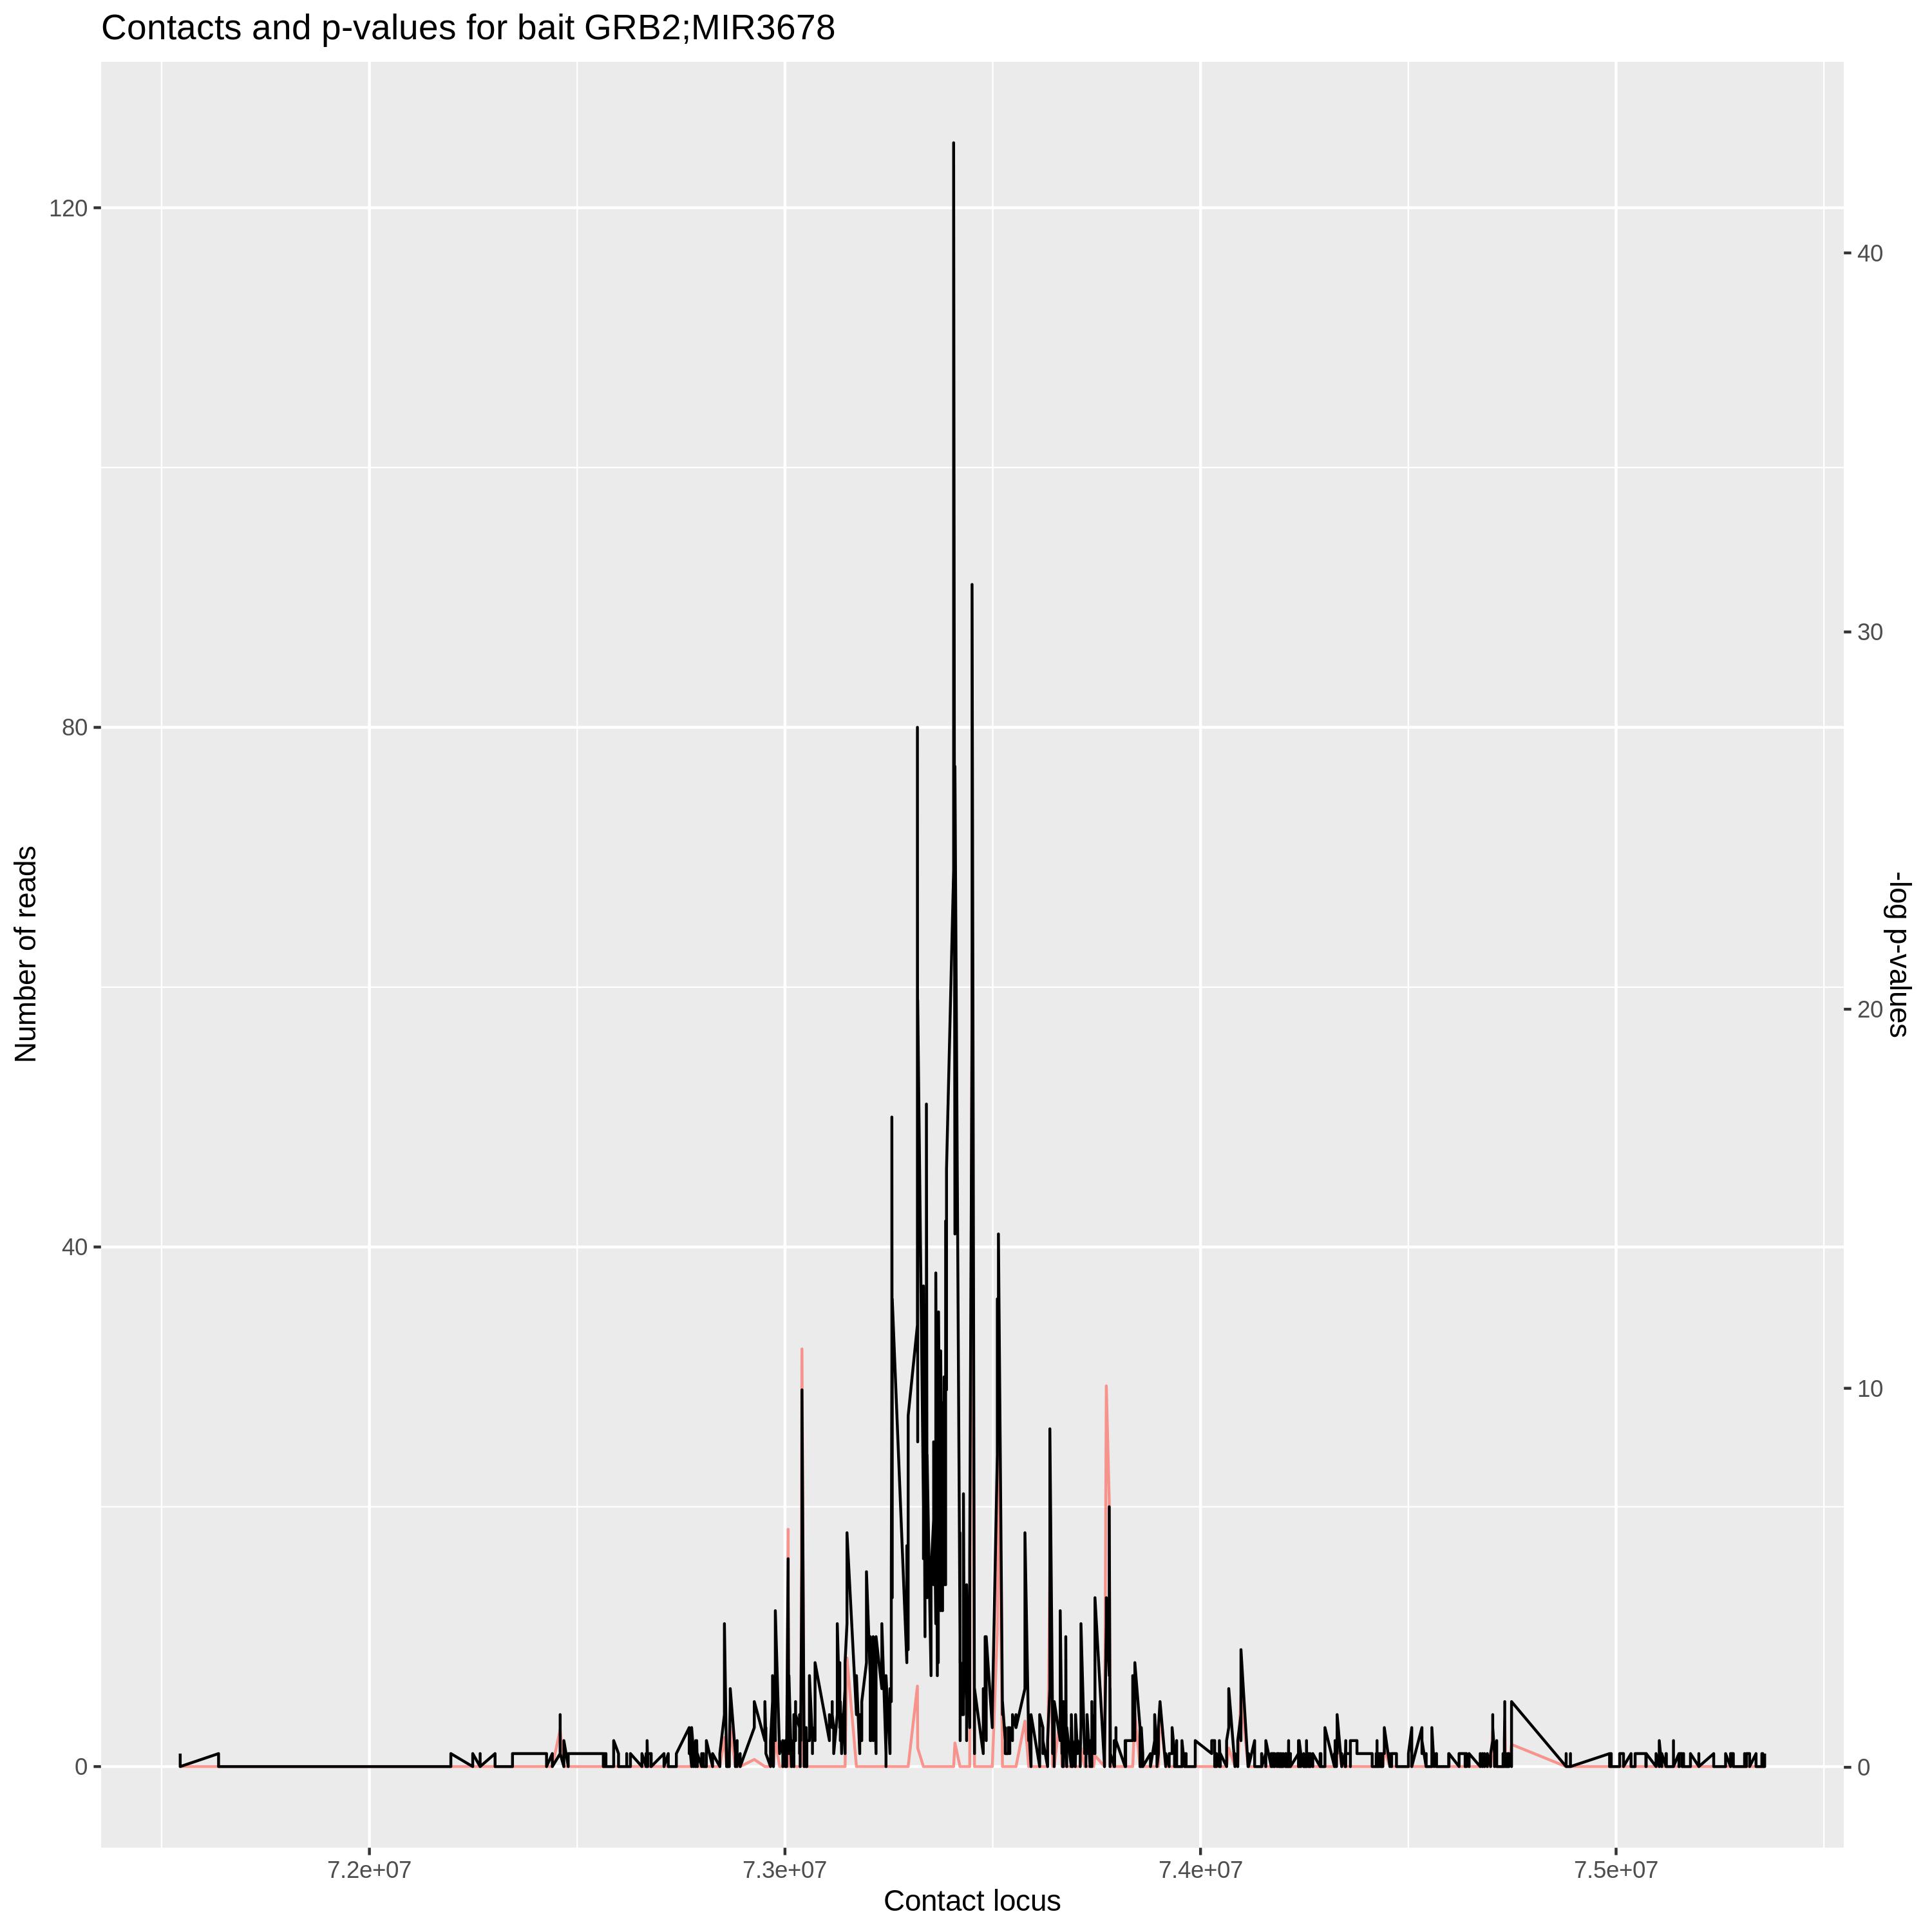 Contacts and p-values for bait GRB2;MIR3678
120
80
40
0
Number of reads
40
30
20
10
0
-log p-values
7.2e+07
7.3e+07
7.4e+07
7.5e+07
Contact locus